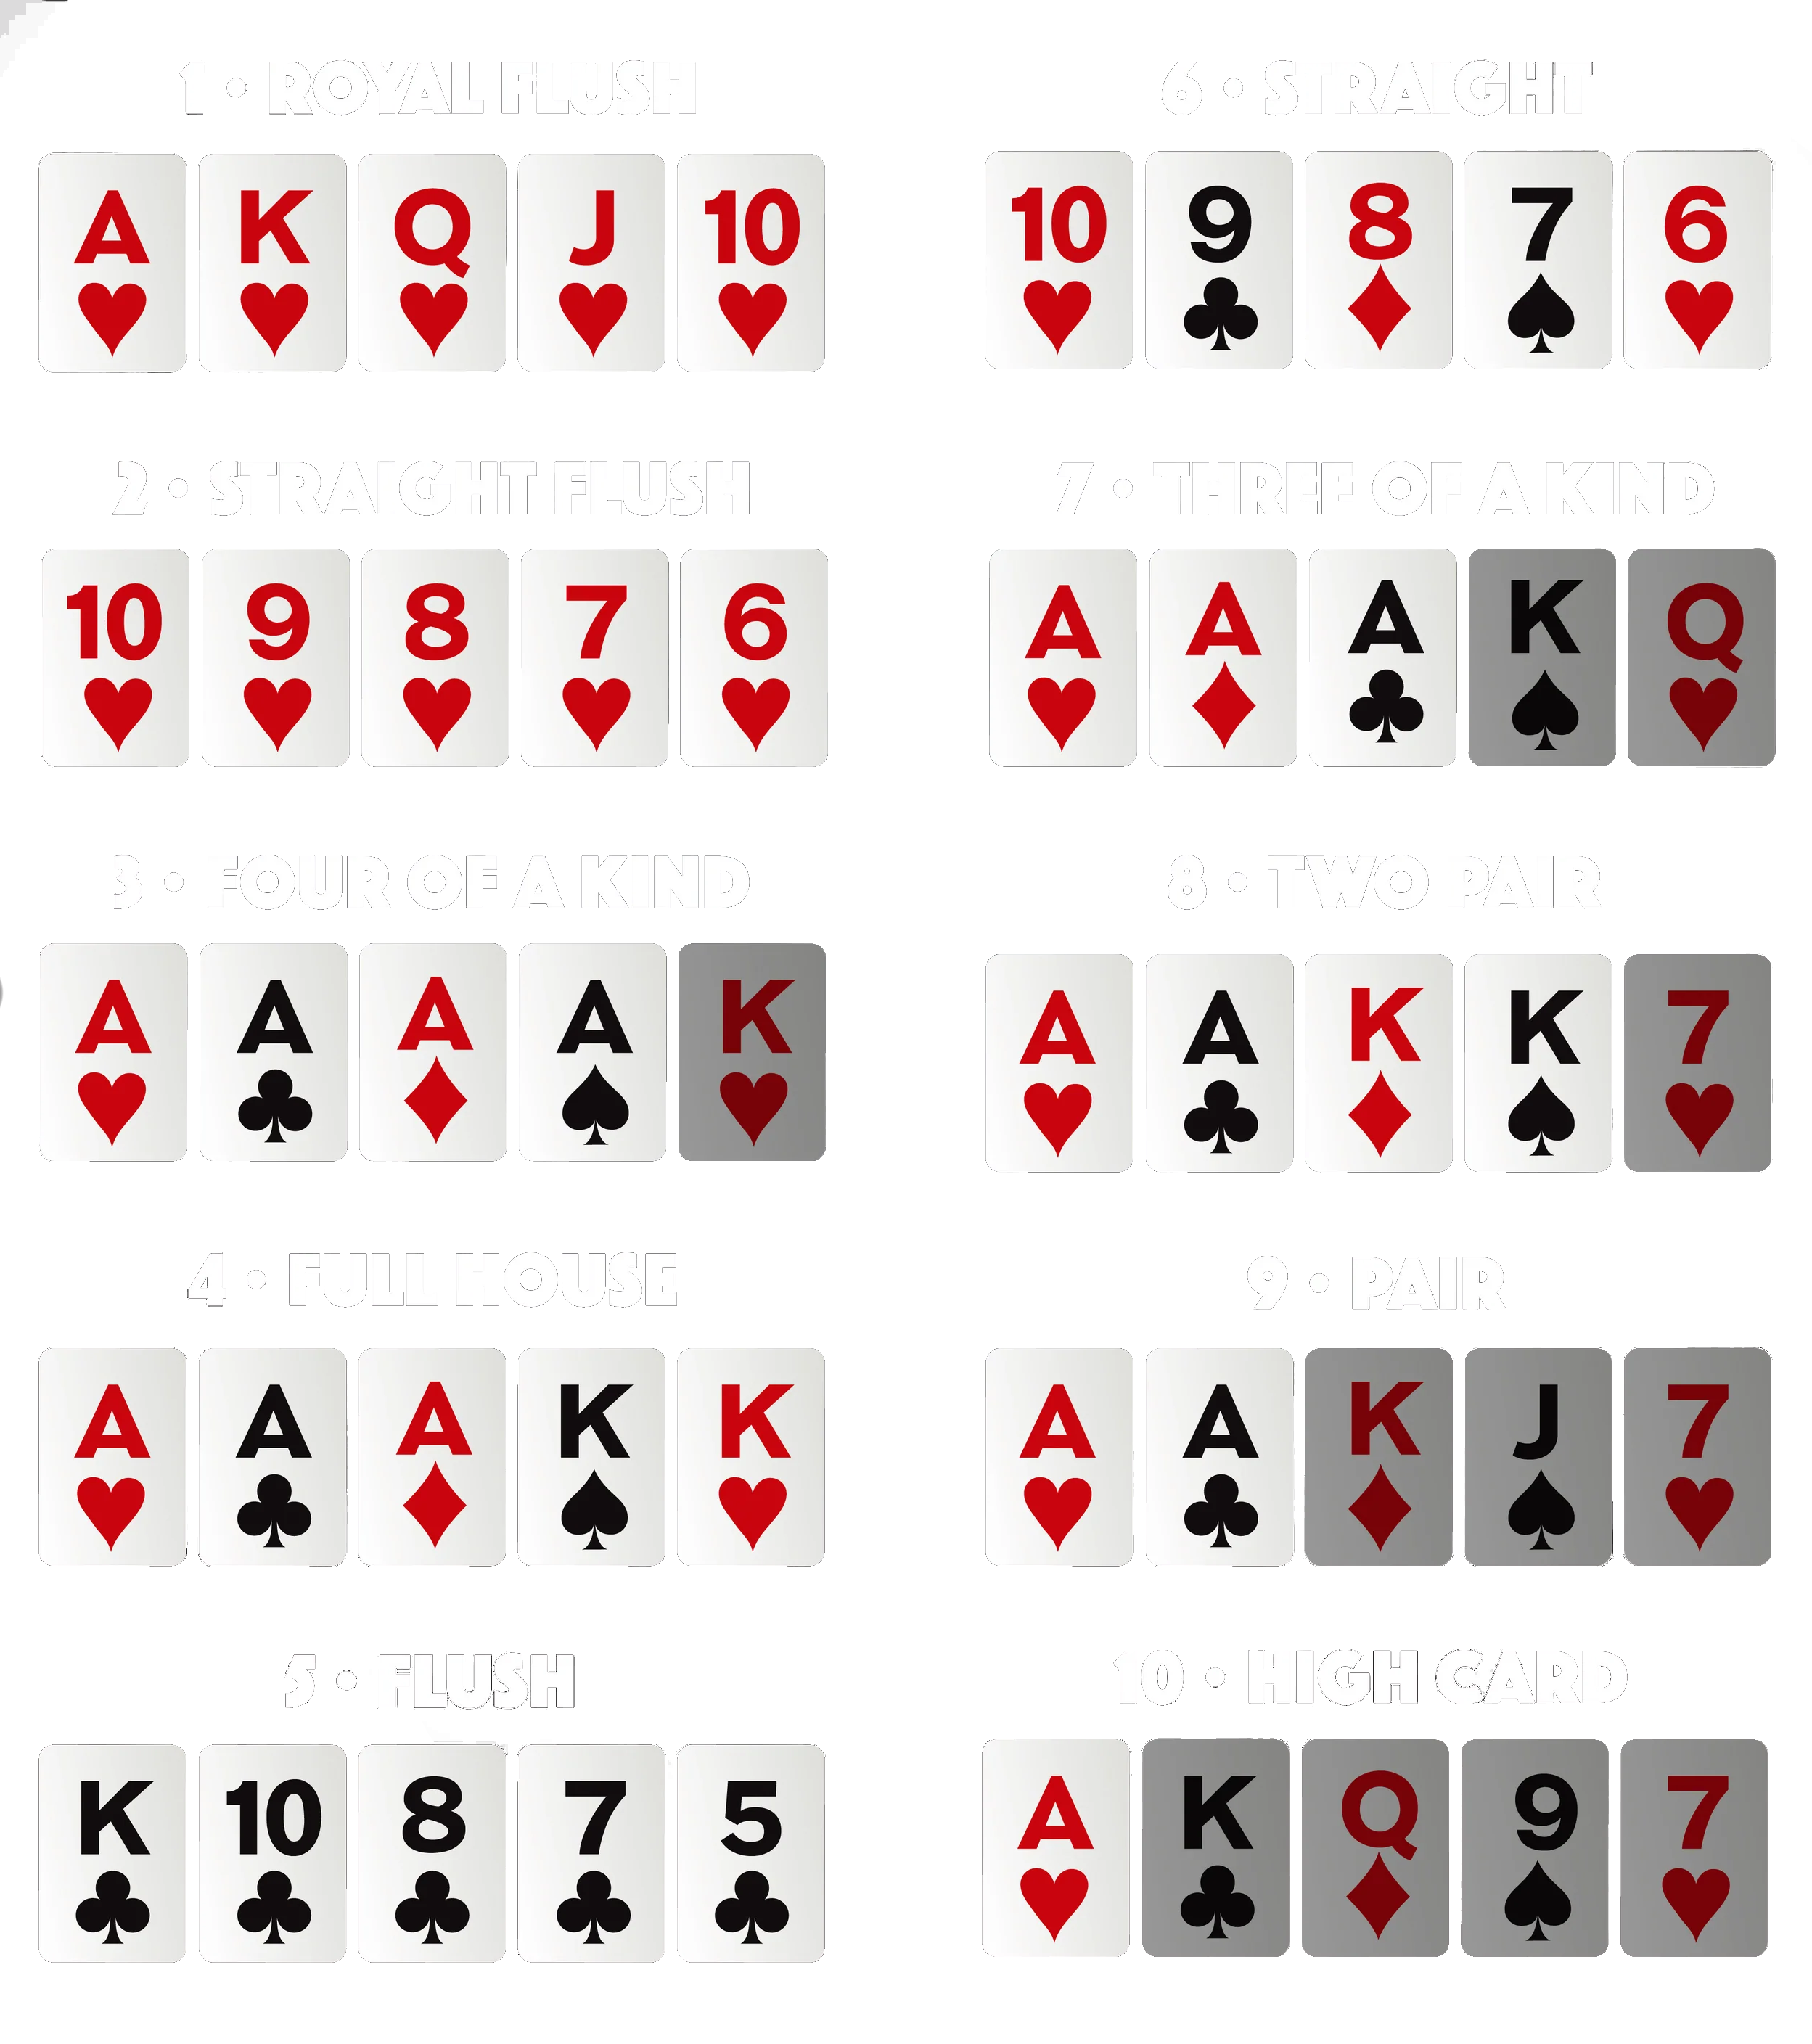 1 • ROYAL FLUSH
A K Q J 10
2 • STRAIGHT FLUSH
10 9 8 7 6
3 • FOUR OF A KIND
A A A A K
4 • FULL HOUSE
A A A K K
5 • FLUSH
K 10 8 7 5
6 • STRAIGHT
10 9 8 7 6
7 • THREE OF A KIND
A A A K Q
8 • TWO PAIR
A A K K 7
9 • PAIR
A A K J 7
10 • HIGH CARD
A K Q 9 7